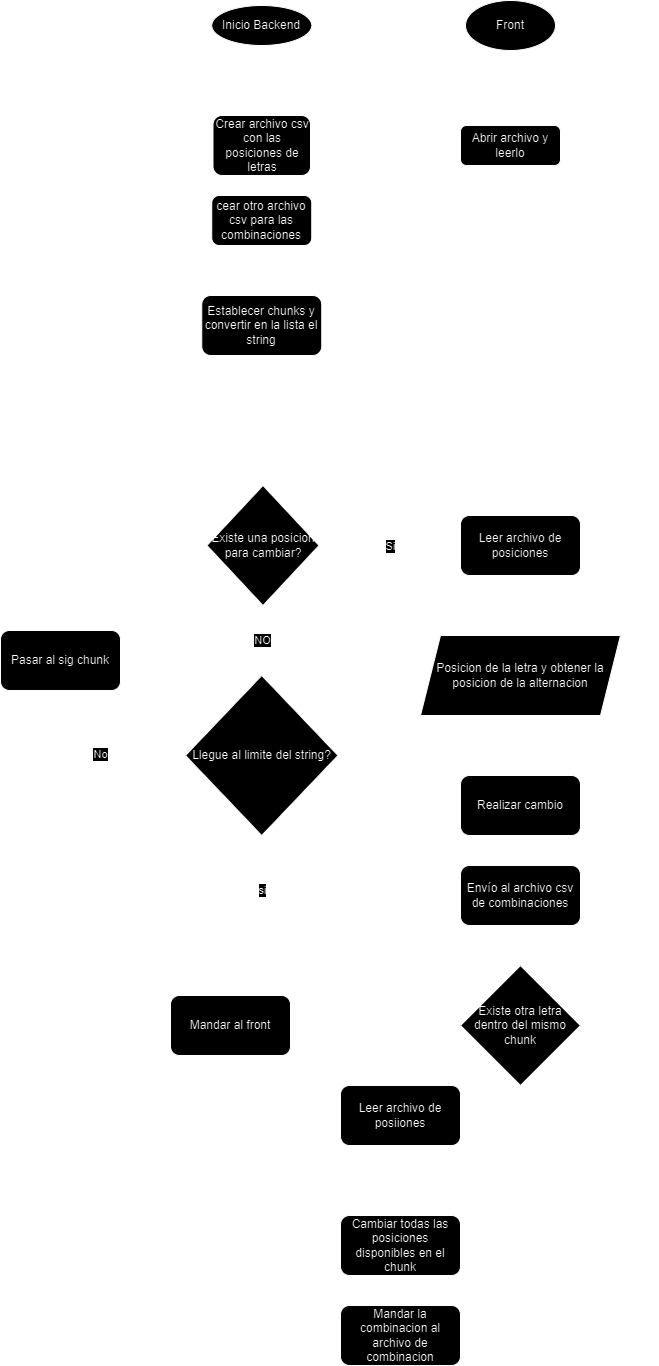 Inicio Backend
Front
Crear archivo csv
con las
posiciones de
letras
Abrir archivo y
leerlo
cear otro archivo
csv para las
combinaciones
Establecer chunks y
convertir en la lista el
string
Existe una posicion
para cambiar?
Si
Leer archivo de
posiciones
NO
Pasar al sig chunk
Posicion de la letra y obtener la
posicion de la alternacion
Llegue al limite del string?
No
Realizar cambio
si
Envío al archivo csv
de combinaciones
Mandar al front
Existe otra letra
dentro del mismo
chunk
Leer archivo de
posiiones
Cambiar todas las
posiciones
disponibles en el
chunk
Mandar la
combinacion al
archivo de
combinacion